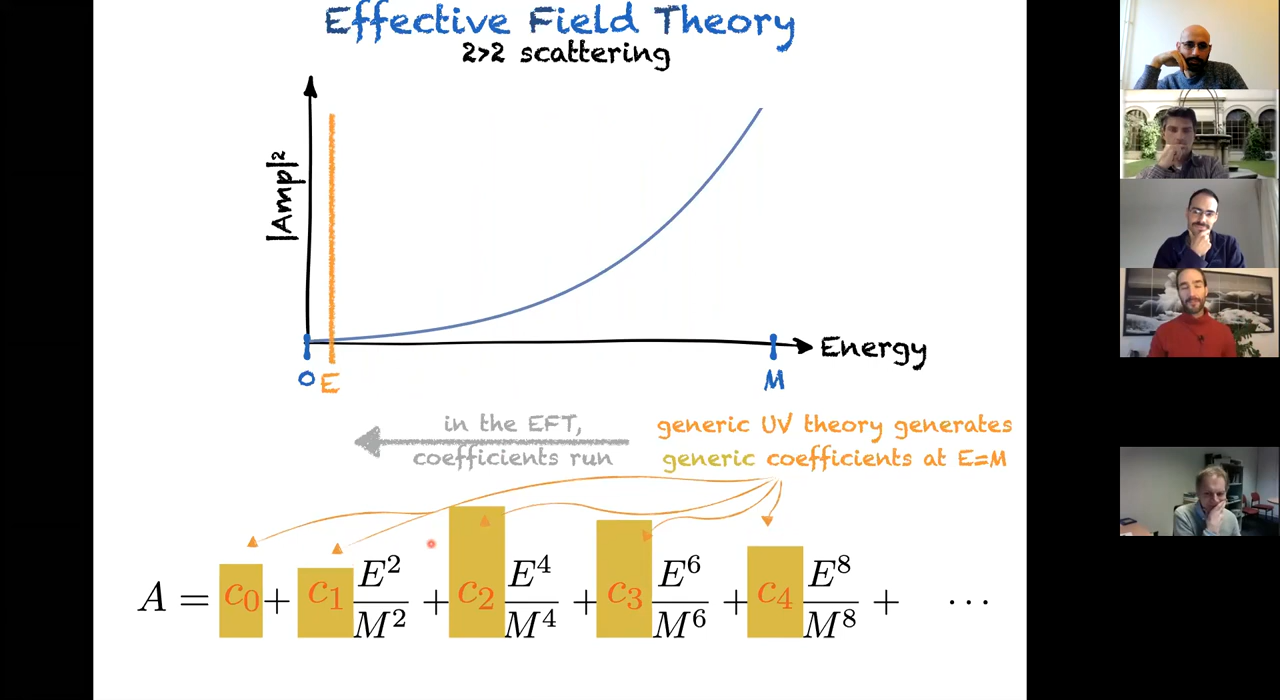 Effective Field Theory
2>2 scattering
|Amp|²
Energy
0 E M
in the EFT, coefficients run
generic UV theory generates
generic coefficients at E=M
A = c₀ + c₁ E²/M² + c₂ E⁴/M⁴ + c₃ E⁶/M⁶ + c₄ E⁸/M⁸ + ···